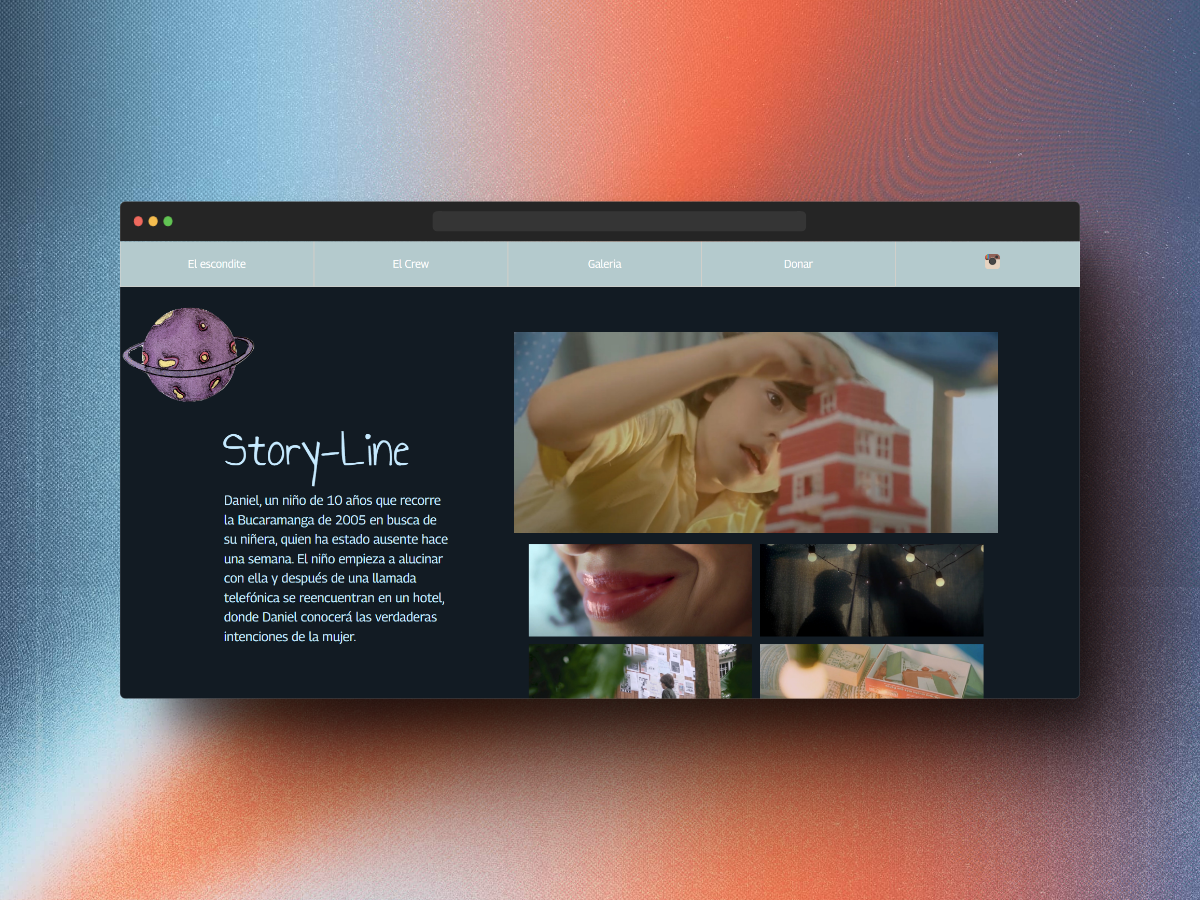 El escondite
El Crew
Galeria
Donar
Story-Line
Daniel, un niño de 10 años que recorre
la Bucaramanga de 2005 en busca de
su niñera, quien ha estado ausente hace
una semana. El niño empieza a alucinar
con ella y después de una llamada
telefónica se reencuentran en un hotel,
donde Daniel conocerá las verdaderas
intenciones de la mujer.